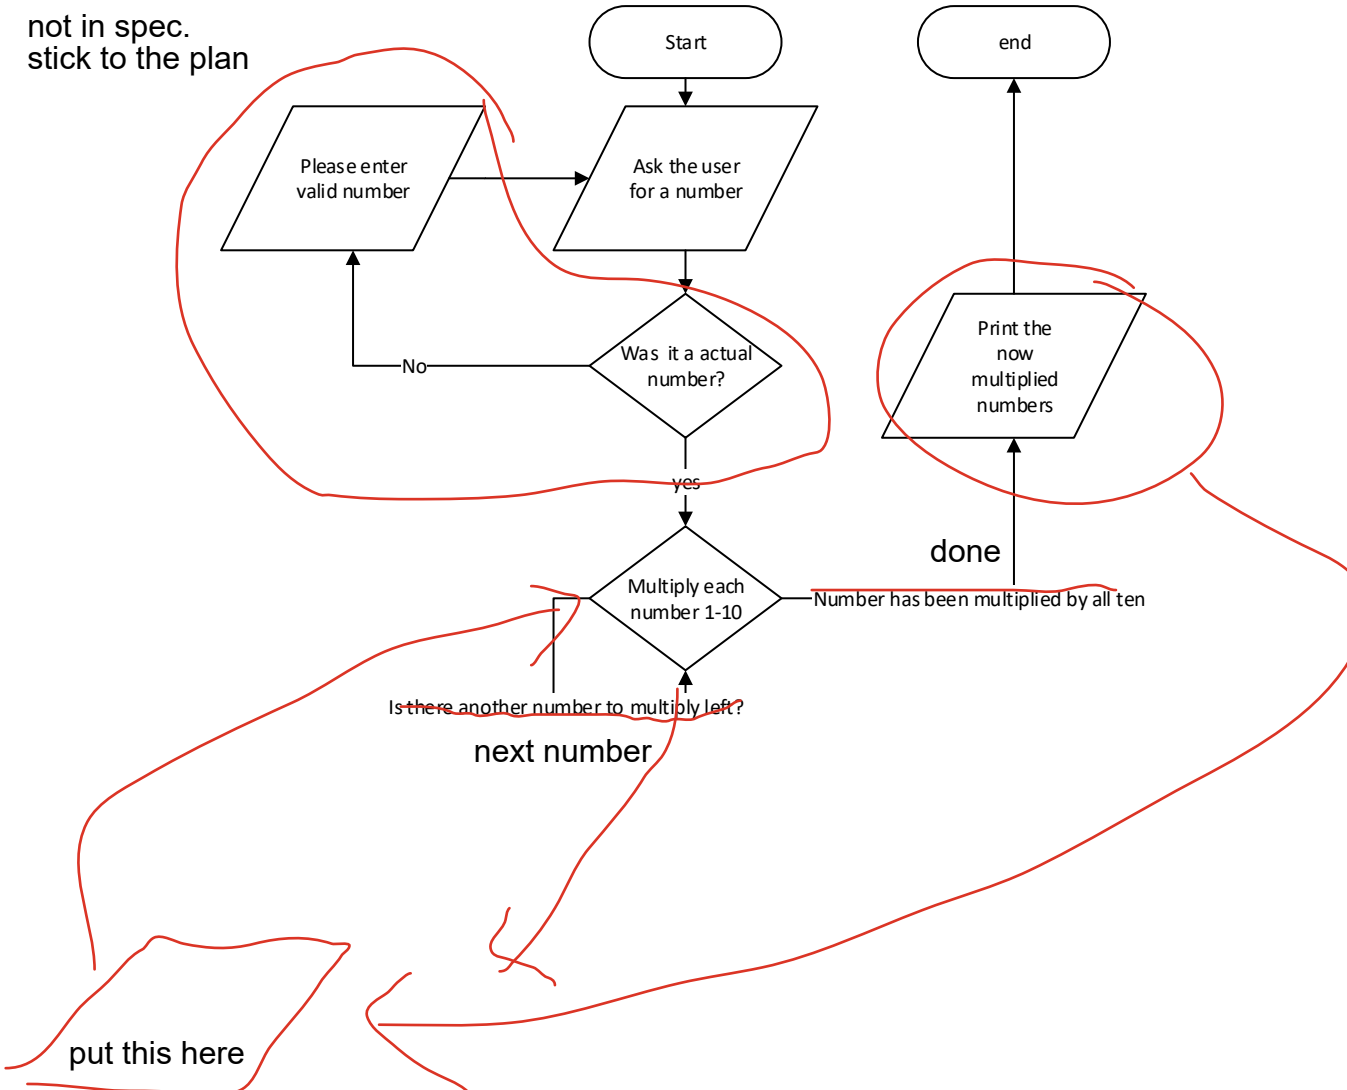 not in spec.
stick to the plan
Start
end
Please enter
valid number
Ask the user
for a number
Print the
now
multiplied
numbers
Was it a actual
number?
No
yes
done
Multiply each
number 1-10
Number has been multiplied by all ten
Is there another number to multiply left?
next number
put this here